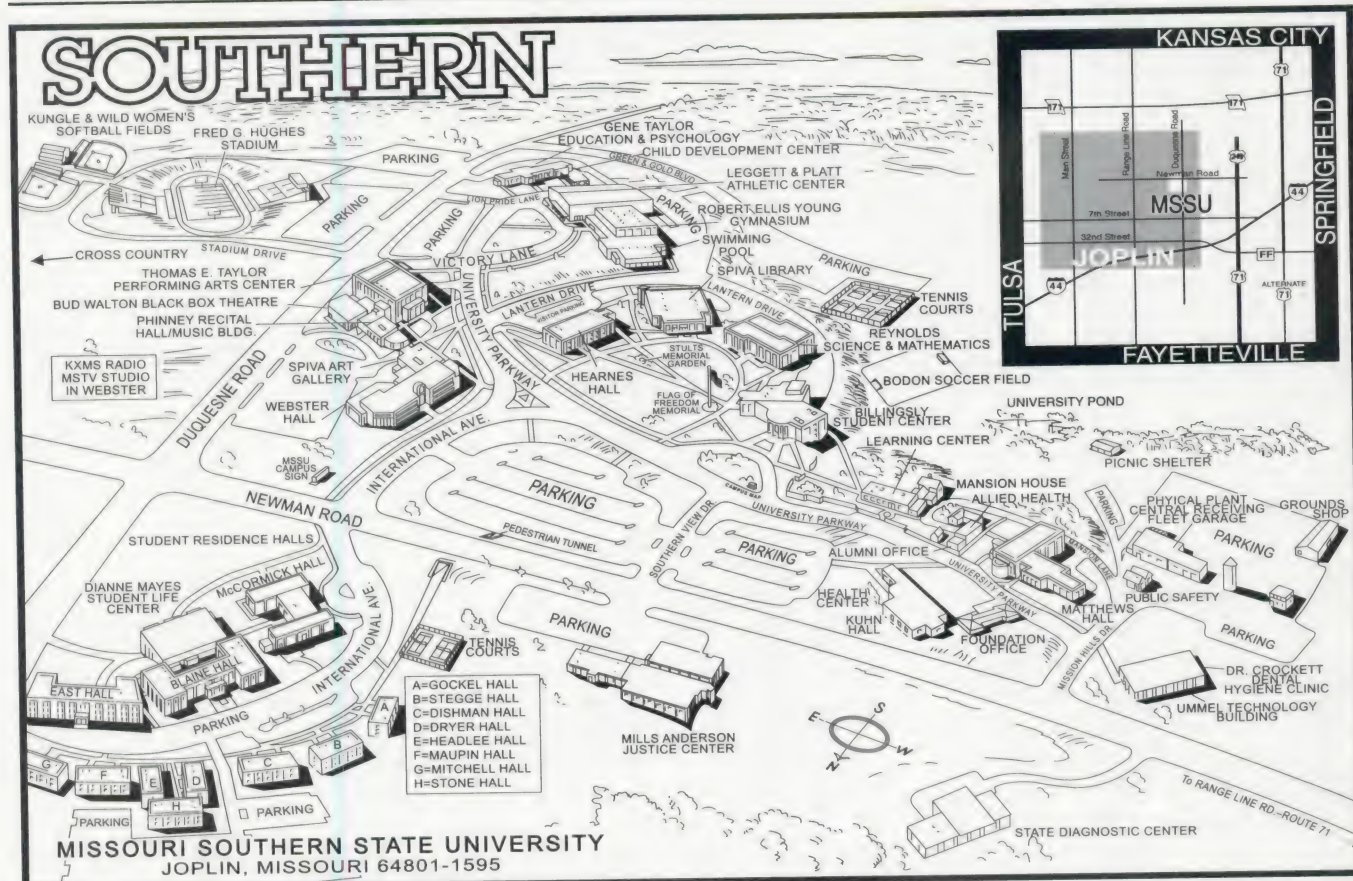 SOUTHERN
KUNGLE & WILD WOMEN'S
SOFTBALL FIELDS
FRED G. HUGHES
STADIUM
PARKING
GENE TAYLOR
EDUCATION & PSYCHOLOGY
CHILD DEVELOPMENT CENTER
GREEN & GOLD BLVD
LEGGETT & PLATT
ATHLETIC CENTER
LION PRIDE LANE
PARKING
PARKING
PARKING
ROBERT ELLIS YOUNG
GYMNASIUM
STADIUM DRIVE
CROSS COUNTRY
VICTORY LANE
SWIMMING
POOL
SPIVA LIBRARY
PARKING
THOMAS E. TAYLOR
PERFORMING ARTS CENTER
BUD WALTON BLACK BOX THEATRE
PHINNEY RECITAL
HALL/MUSIC BLDG.
UNIVERSITY PARKWAY
LANTERN DRIVE
VISITOR PARKING
LANTERN DRIVE
TENNIS
COURTS
REYNOLDS
SCIENCE & MATHEMATICS
KXMS RADIO
MSTV STUDIO
IN WEBSTER
DUQUESNE ROAD
SPIVA ART
GALLERY
WEBSTER
HALL
HEARNES
HALL
STULTS
MEMORIAL
GARDEN
FLAG OF
FREEDOM
MEMORIAL
BODON SOCCER FIELD
BILLINGSLY
STUDENT CENTER
LEARNING CENTER
UNIVERSITY POND
PICNIC SHELTER
MSSU
CAMPUS
SIGN
INTERNATIONAL AVE.
NEWMAN ROAD
PARKING
PEDESTRIAN TUNNEL
CAMPUS MAP
SOUTHERN VIEW DR
UNIVERSITY PARKWAY
PARKING
MANSION HOUSE
ALLIED HEALTH
PARKING
PHYICAL PLANT
CENTRAL RECEIVING
FLEET GARAGE
GROUNDS
SHOP
PARKING
ALUMNI OFFICE
UNIVERSITY PARKWAY
MANSION LANE
PUBLIC SAFETY
MATTHEWS
HALL
HEALTH
CENTER
KUHN
HALL
FOUNDATION
OFFICE
PARKING
MISSION HILLS DR
DR. CROCKETT
DENTAL
HYGIENE CLINIC
UMMEL TECHNOLOGY
BUILDING
STUDENT RESIDENCE HALLS
DIANNE MAYES
STUDENT LIFE
CENTER
McCORMICK HALL
INTERNATIONAL AVE.
TENNIS
COURTS
PARKING
MILLS ANDERSON
JUSTICE CENTER
EAST HALL
BLAINE HALL
PARKING
A
B
C
D
E
F
G
H
A=GOCKEL HALL
B=STEGGE HALL
C=DISHMAN HALL
D=DRYER HALL
E=HEADLEE HALL
F=MAUPIN HALL
G=MITCHELL HALL
H=STONE HALL
PARKING
PARKING
S
E
W
N
To RANGE LINE RD.-ROUTE 71
STATE DIAGNOSTIC CENTER
MISSOURI SOUTHERN STATE UNIVERSITY
JOPLIN, MISSOURI 64801-1595
KANSAS CITY
71
171
171
Main Street
Range Line Road
Duquesne Road
249
Newman Road
44
MSSU
7th Street
32nd Street
JOPLIN
FF
44
71
ALTERNATE
71
TULSA
SPRINGFIELD
FAYETTEVILLE